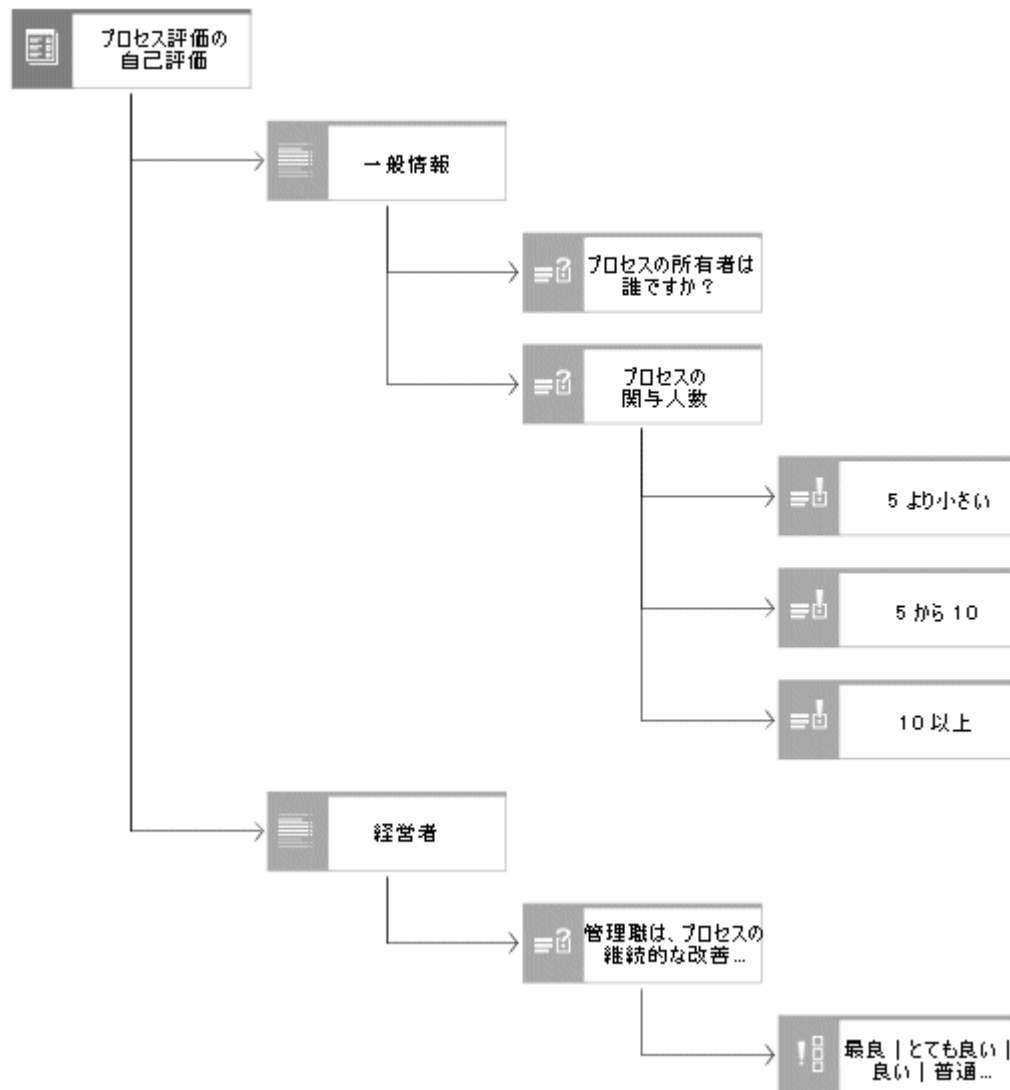 プロセス評価の
自己評価
一般情報
プロセスの所有者は
誰ですか？
プロセスの
関与人数
5 より小さい
5 から 10
10 以上
経営者
管理職は、プロセスの
継続的な改善...
最良 | とても良い |
良い | 普通...